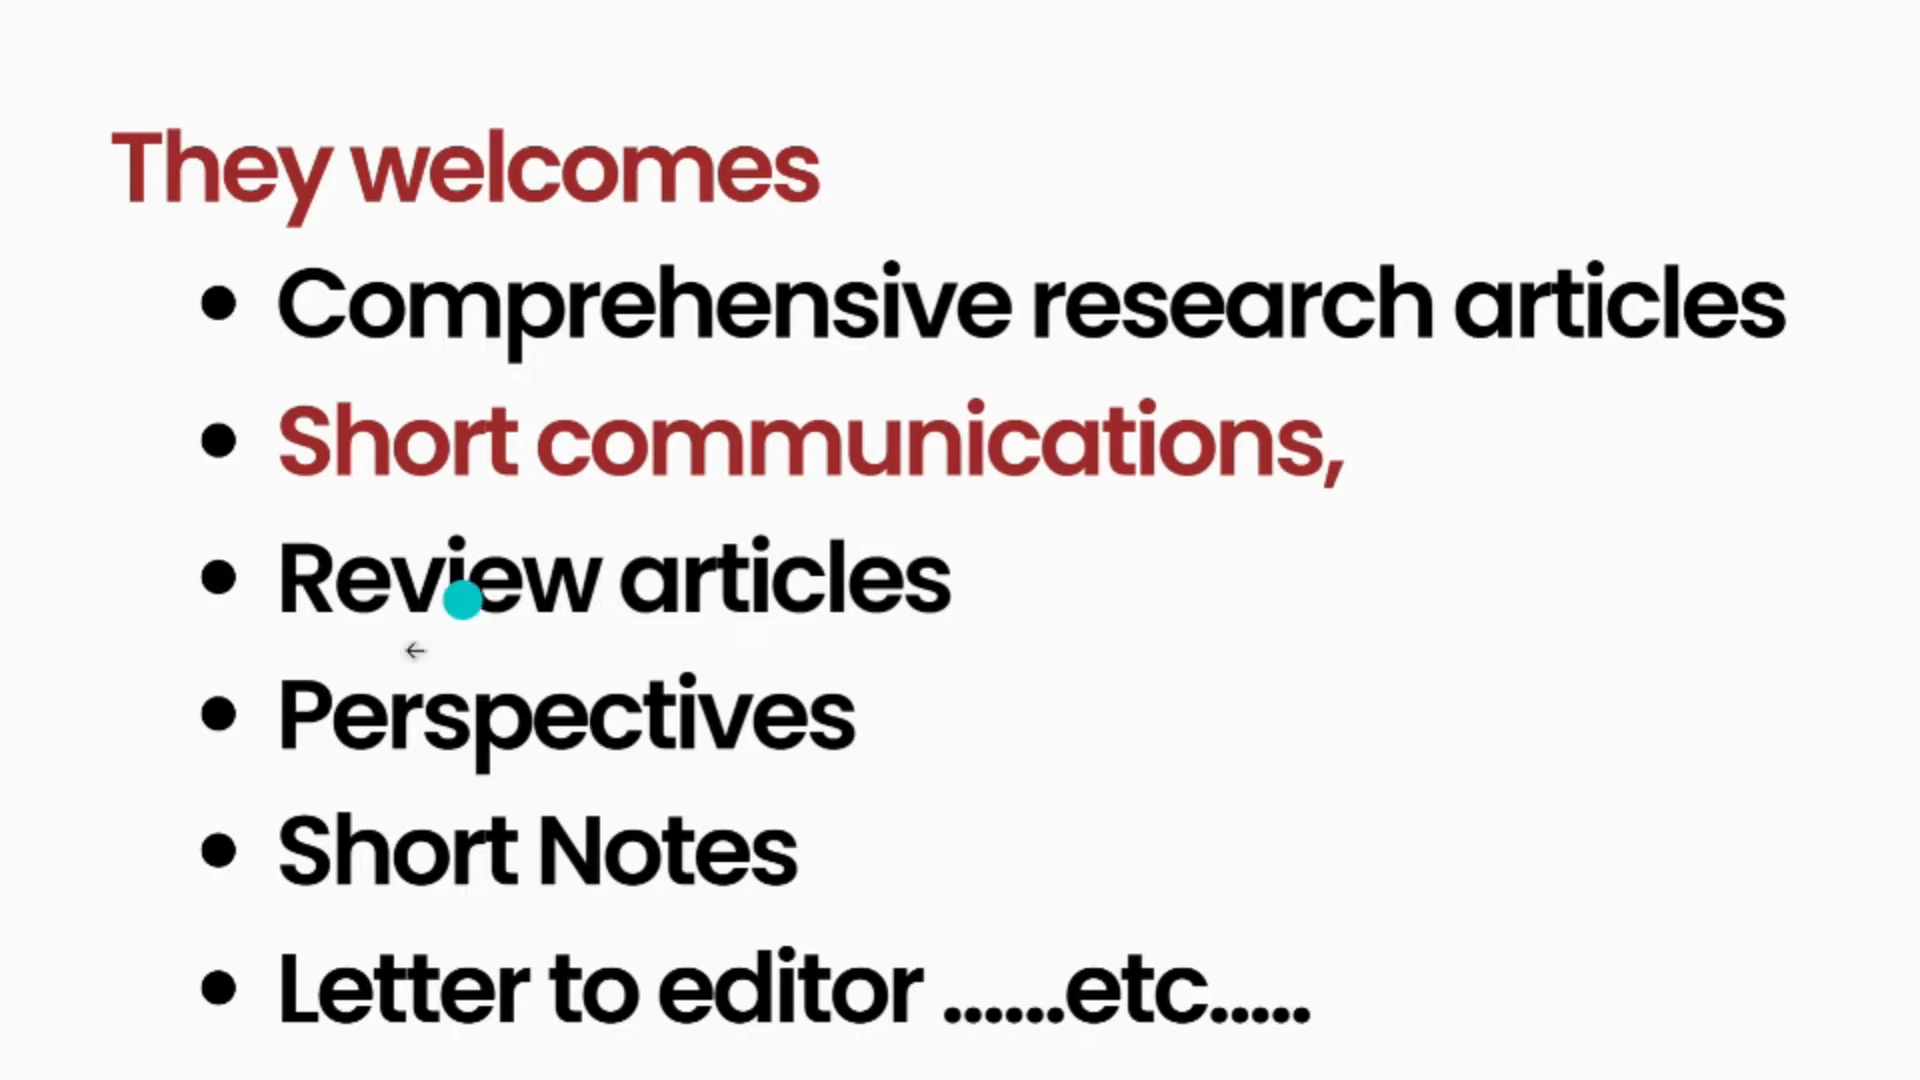 They welcomes
• Comprehensive research articles
• Short communications,
• Review articles
• Perspectives
• Short Notes
• Letter to editor ......etc.....